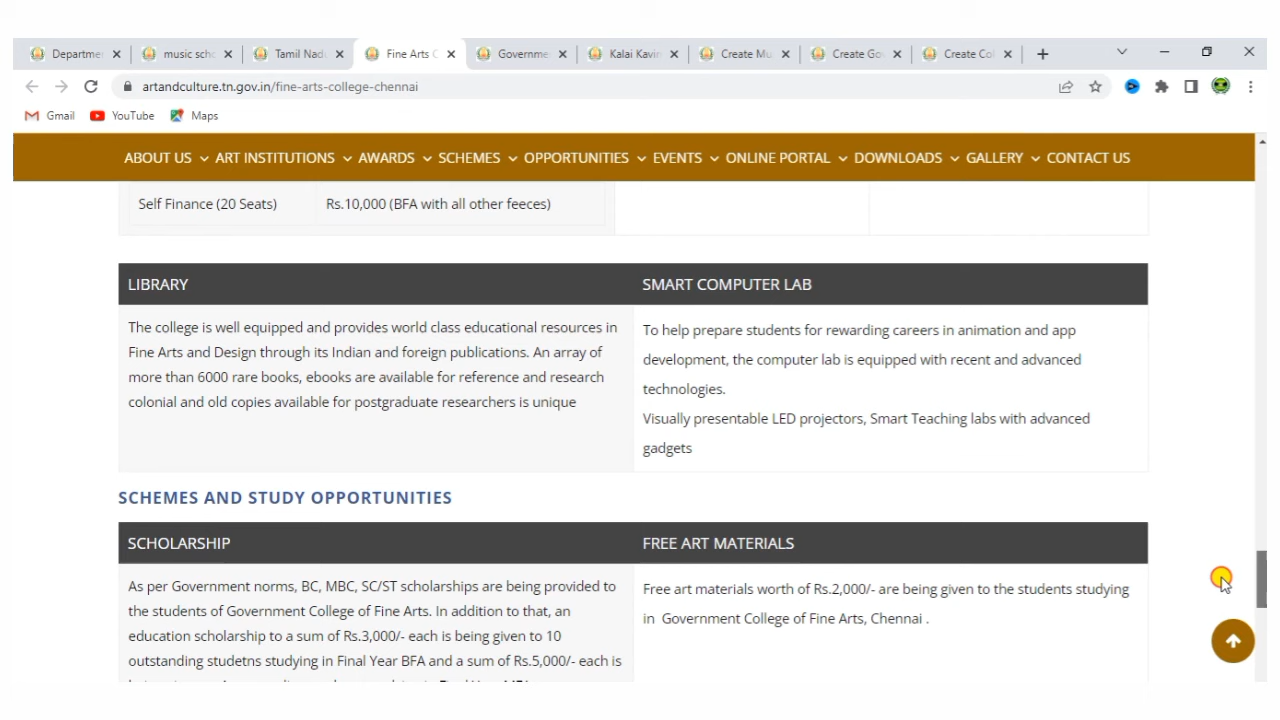 Departme
music scho
Tamil Nadu
Fine Arts C
Governme
Kalai Kavin
Create Mu
Create Gov
Create Col
artandculture.tn.gov.in/fine-arts-college-chennai
Gmail YouTube Maps
ABOUT US ART INSTITUTIONS AWARDS SCHEMES OPPORTUNITIES EVENTS ONLINE PORTAL DOWNLOADS GALLERY CONTACT US
Self Finance (20 Seats) Rs.10,000 (BFA with all other feeces)
LIBRARY
The college is well equipped and provides world class educational resources in
Fine Arts and Design through its Indian and foreign publications. An array of
more than 6000 rare books, ebooks are available for reference and research
colonial and old copies available for postgraduate researchers is unique
SMART COMPUTER LAB
To help prepare students for rewarding careers in animation and app
development, the computer lab is equipped with recent and advanced
technologies.
Visually presentable LED projectors, Smart Teaching labs with advanced
gadgets
SCHEMES AND STUDY OPPORTUNITIES
SCHOLARSHIP
As per Government norms, BC, MBC, SC/ST scholarships are being provided to
the students of Government College of Fine Arts. In addition to that, an
education scholarship to a sum of Rs.3,000/- each is being given to 10
outstanding studetns studying in Final Year BFA and a sum of Rs.5,000/- each is
FREE ART MATERIALS
Free art materials worth of Rs.2,000/- are being given to the students studying
in Government College of Fine Arts, Chennai .